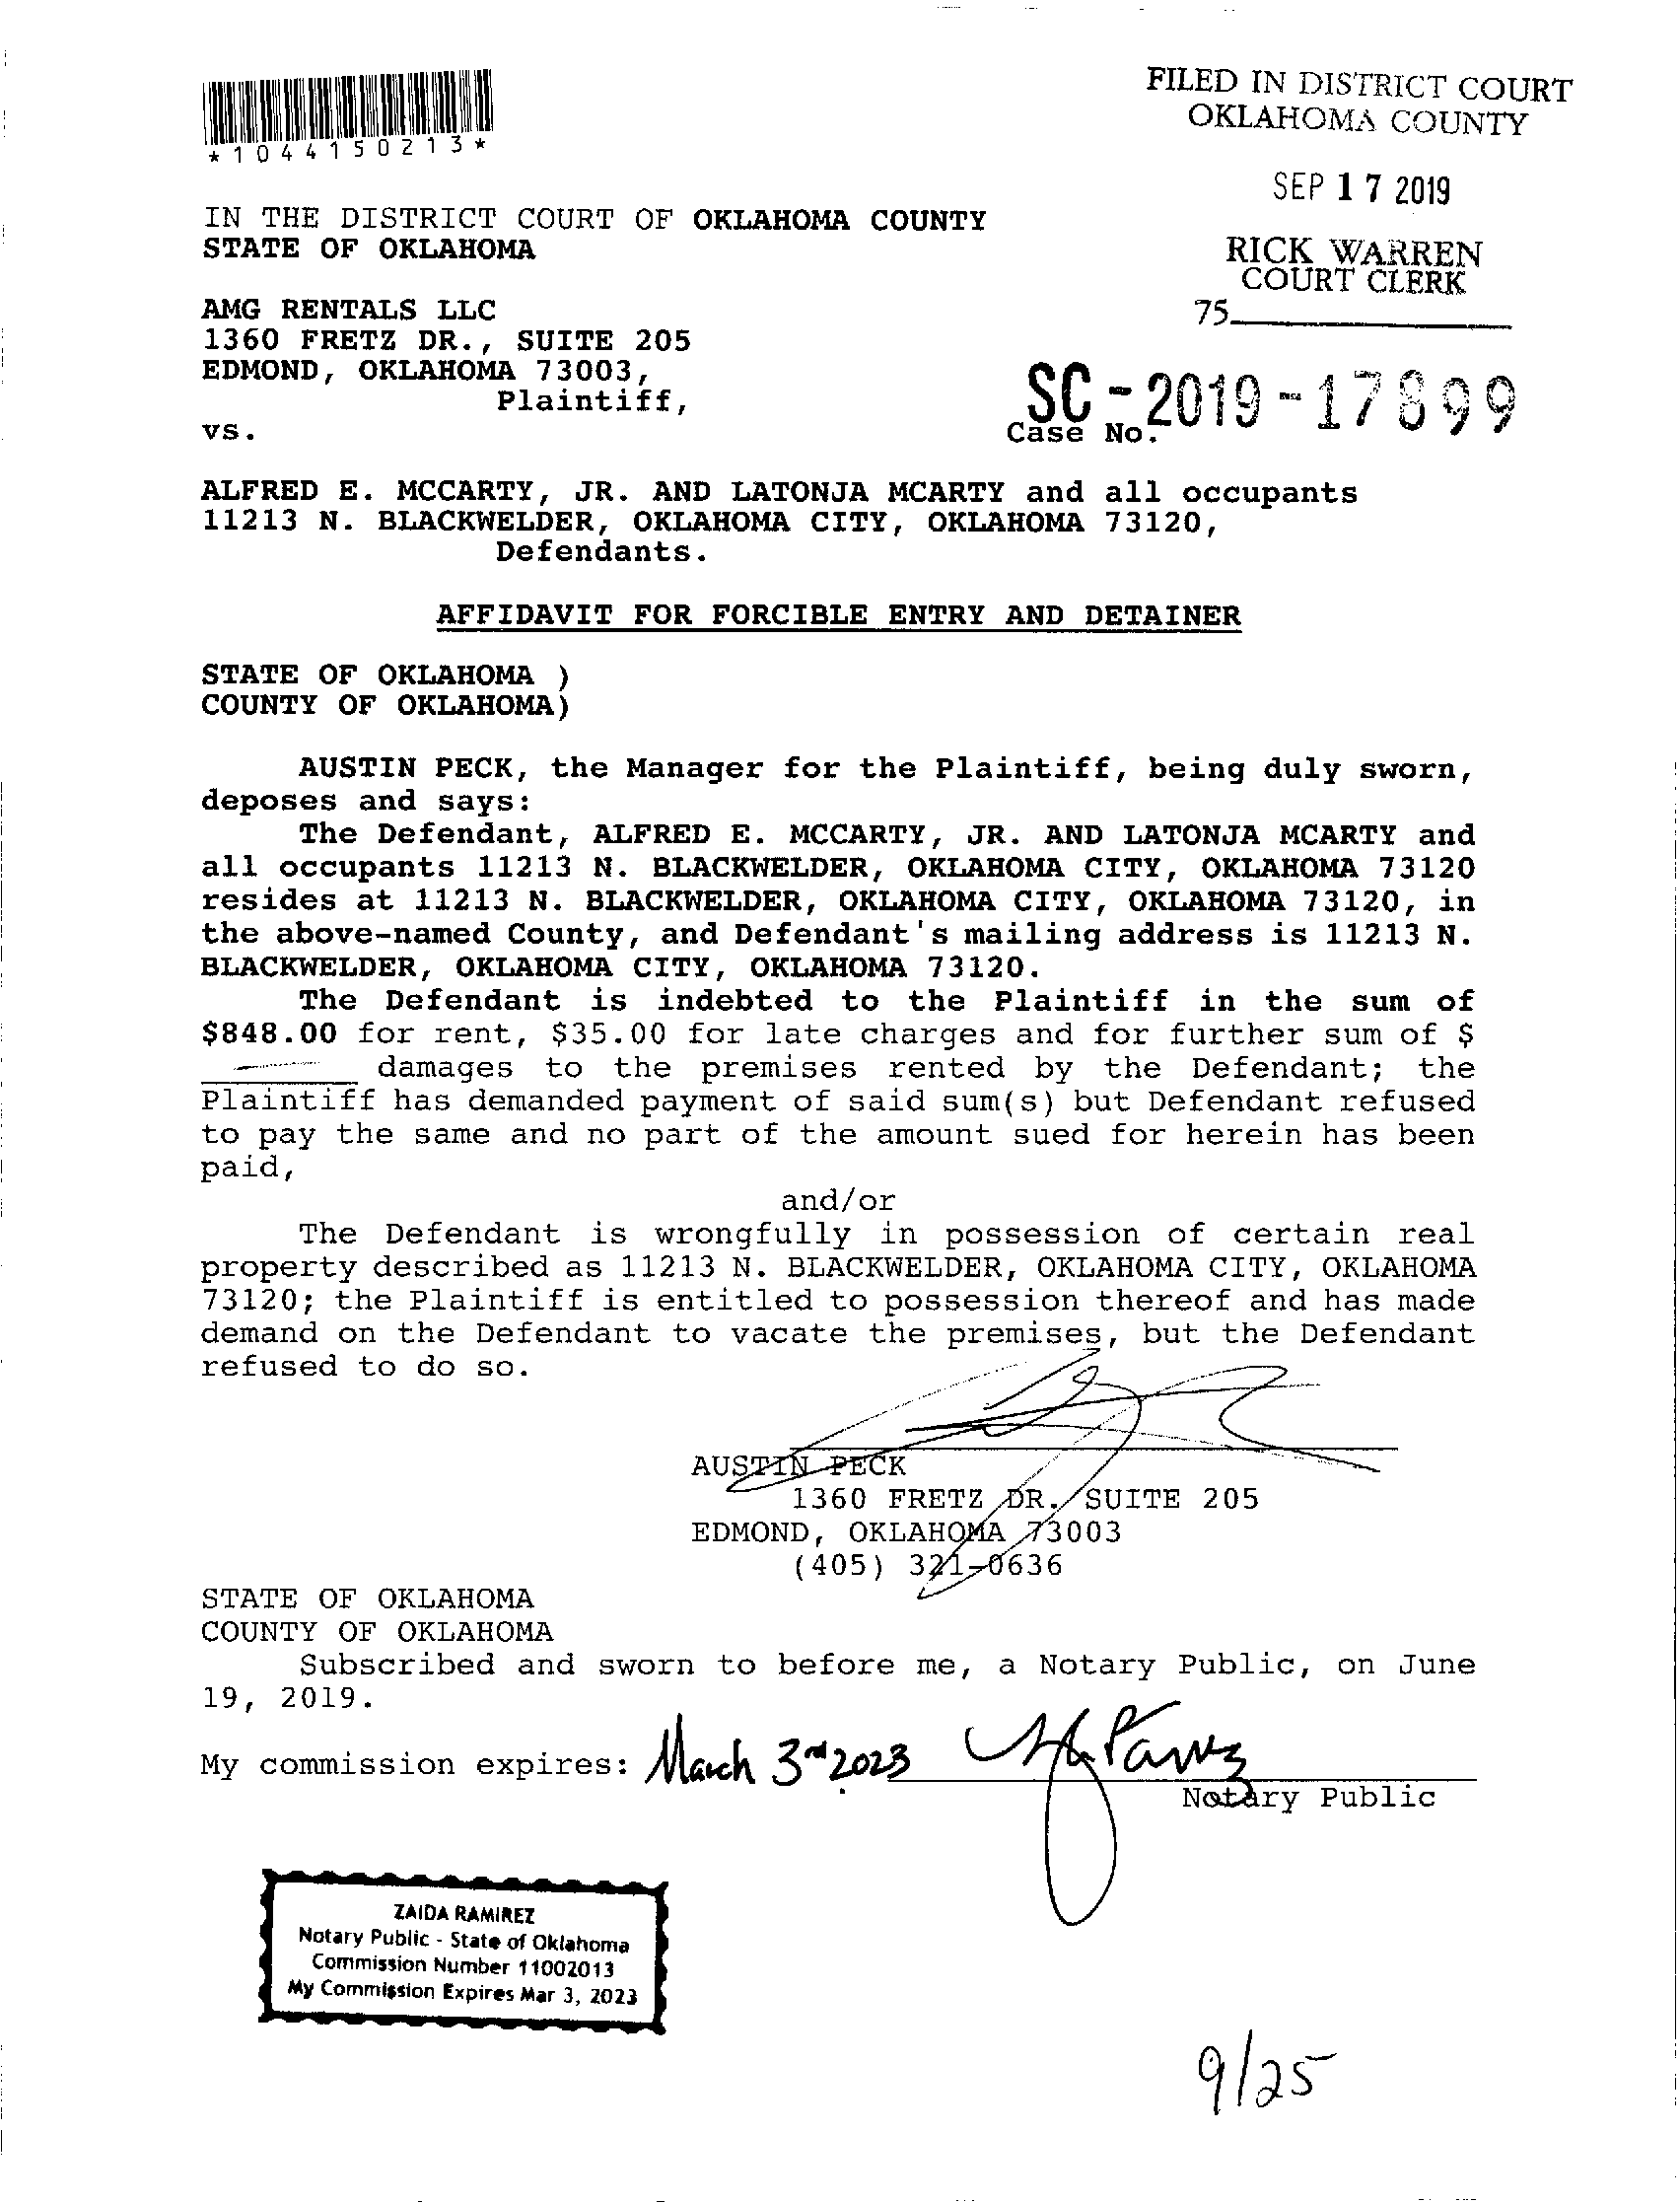 *1044150213*
FILED IN DISTRICT COURT
OKLAHOMA COUNTY
SEP 17 2019
RICK WARREN
COURT CLERK
75
IN THE DISTRICT COURT OF OKLAHOMA COUNTY
STATE OF OKLAHOMA
AMG RENTALS LLC
1360 FRETZ DR., SUITE 205
EDMOND, OKLAHOMA 73003,
Plaintiff,
vs.
SC-2019-17899
Case No.
ALFRED E. MCCARTY, JR. AND LATONJA MCARTY and all occupants
11213 N. BLACKWELDER, OKLAHOMA CITY, OKLAHOMA 73120,
Defendants.
AFFIDAVIT FOR FORCIBLE ENTRY AND DETAINER
STATE OF OKLAHOMA )
COUNTY OF OKLAHOMA)
AUSTIN PECK, the Manager for the Plaintiff, being duly sworn,
deposes and says:
The Defendant, ALFRED E. MCCARTY, JR. AND LATONJA MCARTY and
all occupants 11213 N. BLACKWELDER, OKLAHOMA CITY, OKLAHOMA 73120
resides at 11213 N. BLACKWELDER, OKLAHOMA CITY, OKLAHOMA 73120, in
the above-named County, and Defendant's mailing address is 11213 N.
BLACKWELDER, OKLAHOMA CITY, OKLAHOMA 73120.
The Defendant is indebted to the Plaintiff in the sum of
$848.00 for rent, $35.00 for late charges and for further sum of $
damages to the premises rented by the Defendant; the
Plaintiff has demanded payment of said sum(s) but Defendant refused
to pay the same and no part of the amount sued for herein has been
paid,
and/or
The Defendant is wrongfully in possession of certain real
property described as 11213 N. BLACKWELDER, OKLAHOMA CITY, OKLAHOMA
73120; the Plaintiff is entitled to possession thereof and has made
demand on the Defendant to vacate the premises, but the Defendant
refused to do so.
AUSTIN PECK
1360 FRETZ DR. SUITE 205
EDMOND, OKLAHOMA 73003
(405) 321-0636
STATE OF OKLAHOMA
COUNTY OF OKLAHOMA
Subscribed and sworn to before me, a Notary Public, on June
19, 2019.
My commission expires: March 3rd 2023
Notary Public
ZAIDA RAMIREZ
Notary Public - State of Oklahoma
Commission Number 11002013
My Commission Expires Mar 3, 2023
9/25